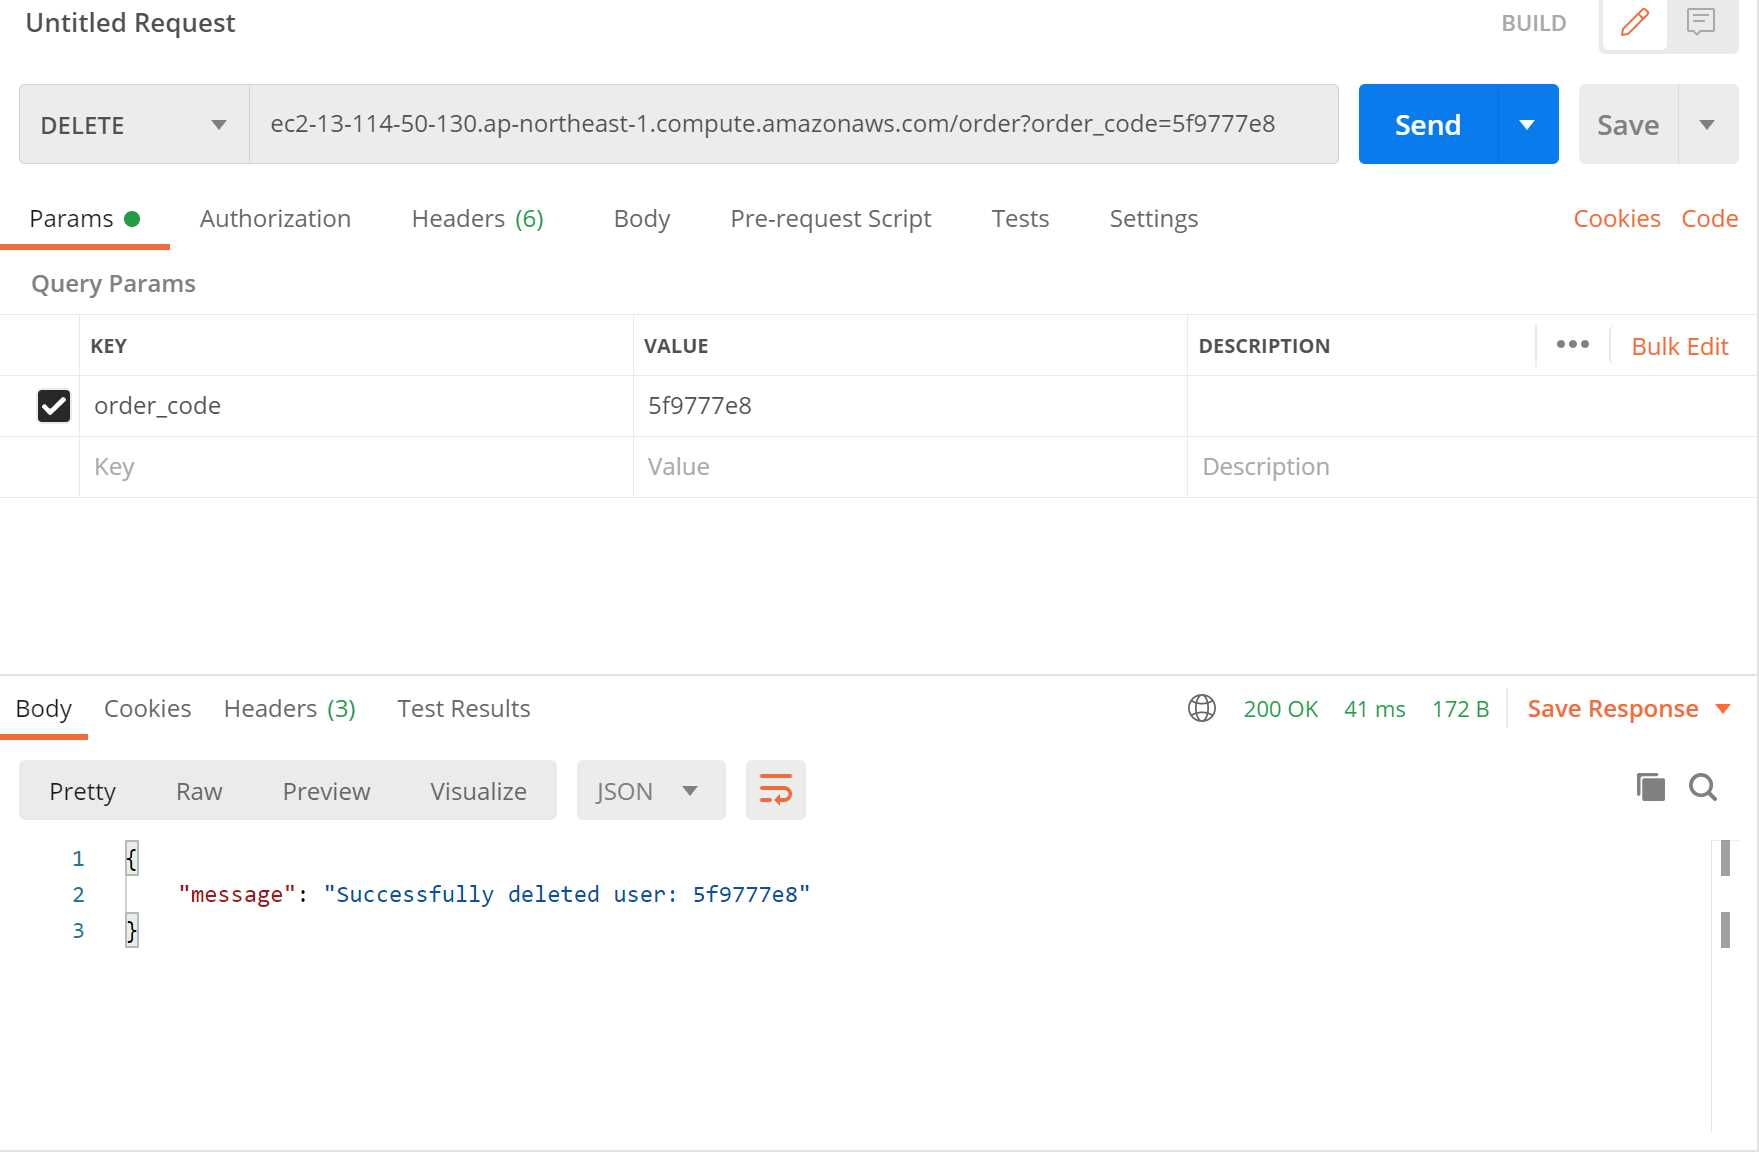 Untitled Request
BUILD
DELETE
ec2-13-114-50-130.ap-northeast-1.compute.amazonaws.com/order?order_code=5f9777e8
Send
Save
Params
Authorization
Headers (6)
Body
Pre-request Script
Tests
Settings
Cookies
Code
Query Params
KEY
VALUE
DESCRIPTION
Bulk Edit
order_code
5f9777e8
Key
Value
Description
Body
Cookies
Headers (3)
Test Results
200 OK
41 ms
172 B
Save Response
Pretty
Raw
Preview
Visualize
JSON
1 {
2 "message": "Successfully deleted user: 5f9777e8"
3 }